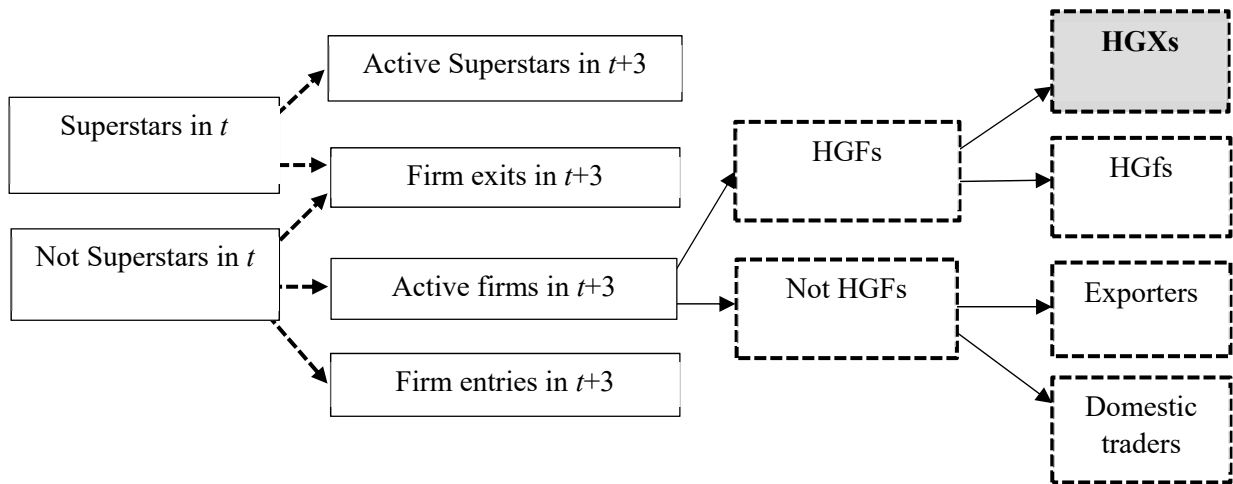 Superstars in t
Not Superstars in t
Active Superstars in t+3
Firm exits in t+3
Active firms in t+3
Firm entries in t+3
HGFs
Not HGFs
HGXs
HGfs
Exporters
Domestic
traders